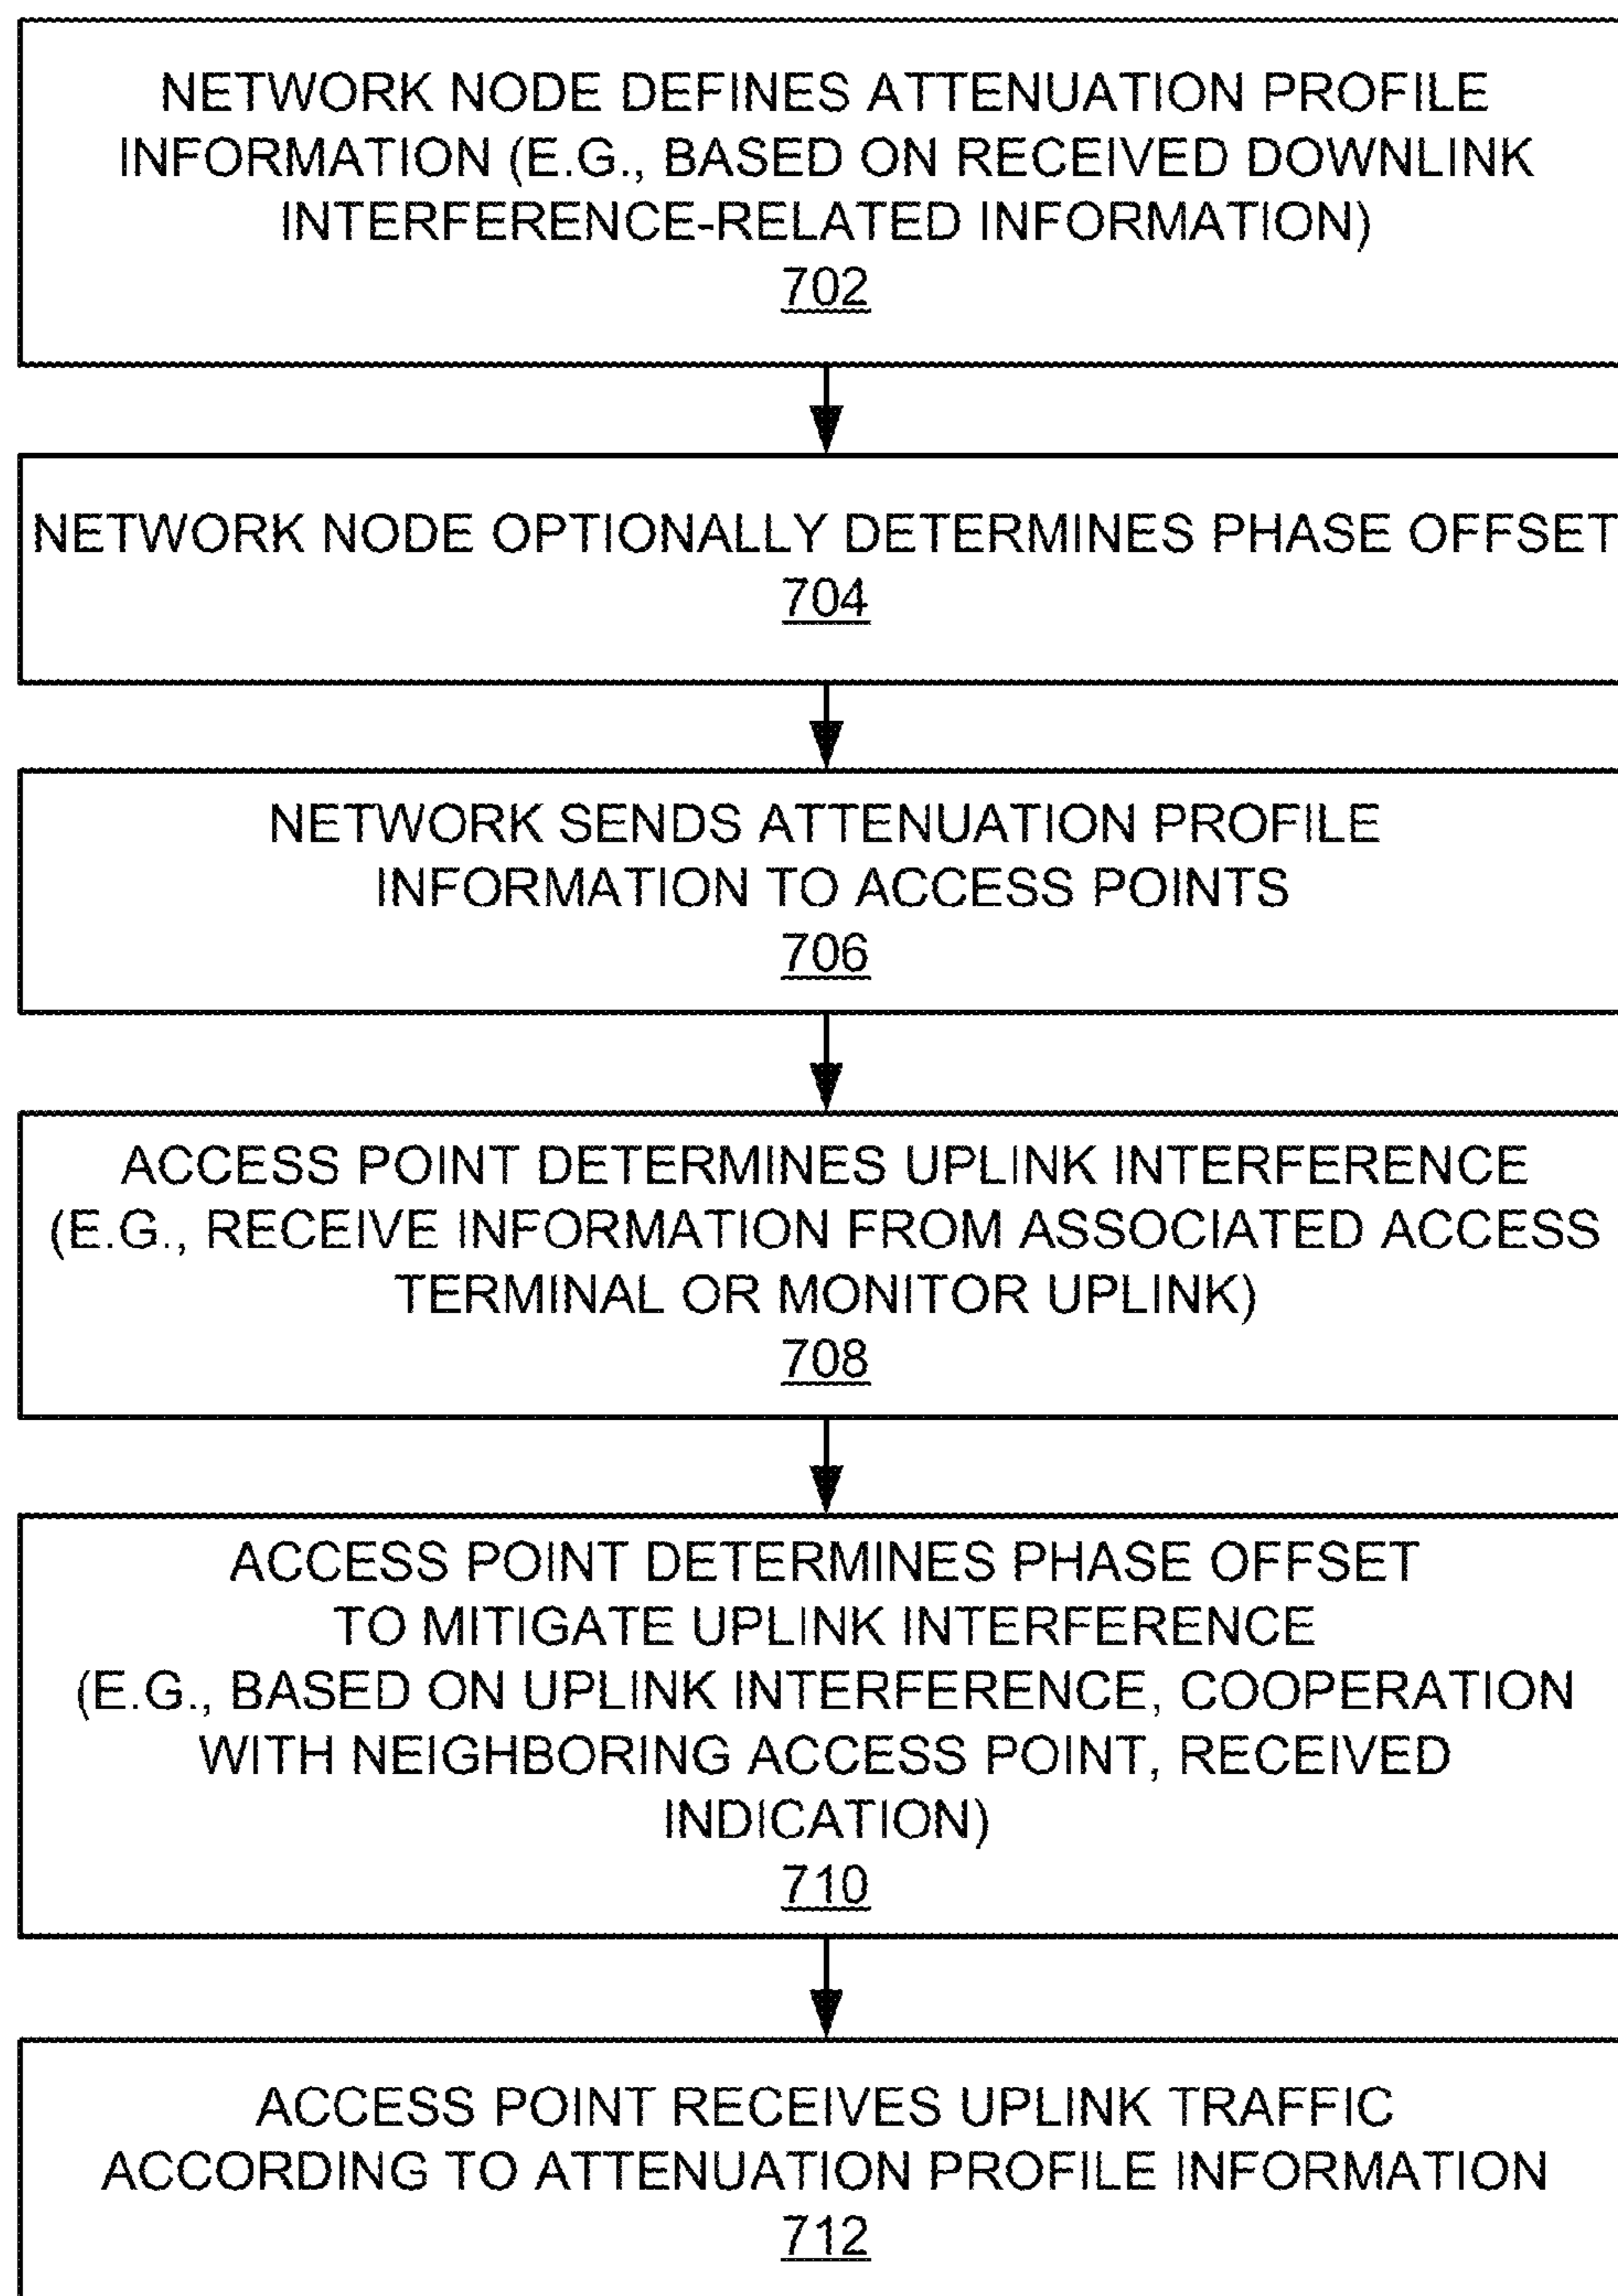 NETWORK NODE DEFINES ATTENUATION PROFILE
INFORMATION (E.G., BASED ON RECEIVED DOWNLINK
INTERFERENCE-RELATED INFORMATION)
702
NETWORK NODE OPTIONALLY DETERMINES PHASE OFFSET
704
NETWORK SENDS ATTENUATION PROFILE
INFORMATION TO ACCESS POINTS
706
ACCESS POINT DETERMINES UPLINK INTERFERENCE
(E.G., RECEIVE INFORMATION FROM ASSOCIATED ACCESS
TERMINAL OR MONITOR UPLINK)
708
ACCESS POINT DETERMINES PHASE OFFSET
TO MITIGATE UPLINK INTERFERENCE
(E.G., BASED ON UPLINK INTERFERENCE, COOPERATION
WITH NEIGHBORING ACCESS POINT, RECEIVED
INDICATION)
710
ACCESS POINT RECEIVES UPLINK TRAFFIC
ACCORDING TO ATTENUATION PROFILE INFORMATION
712